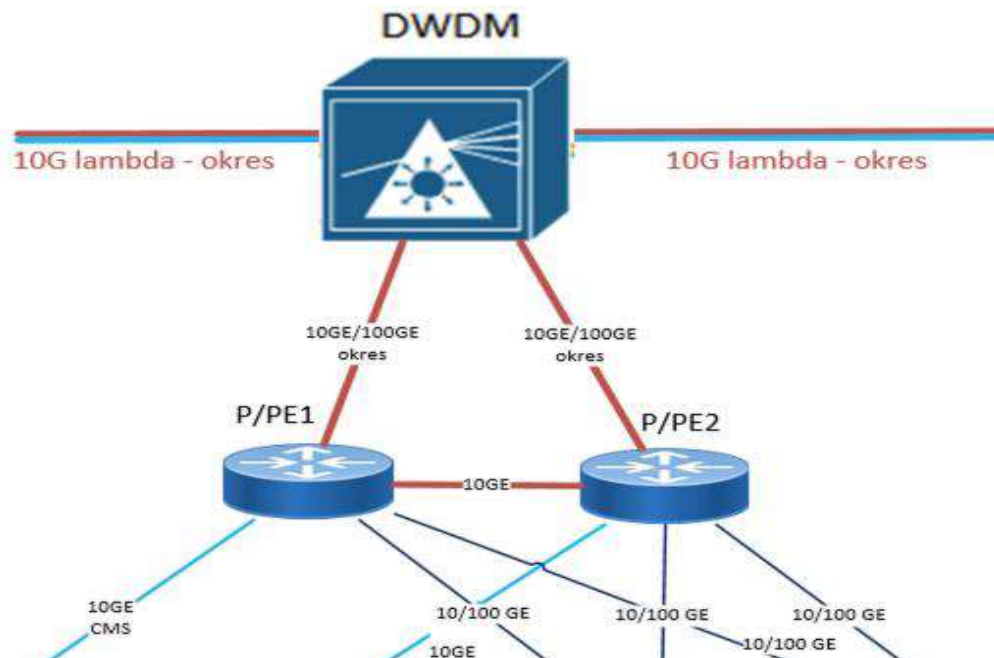 DWDM
10G lambda - okres
10G lambda - okres
10GE/100GE
okres
10GE/100GE
okres
P/PE1
P/PE2
10GE
10GE
CMS
10/100 GE
10/100 GE
10/100 GE
10/100 GE
10GE